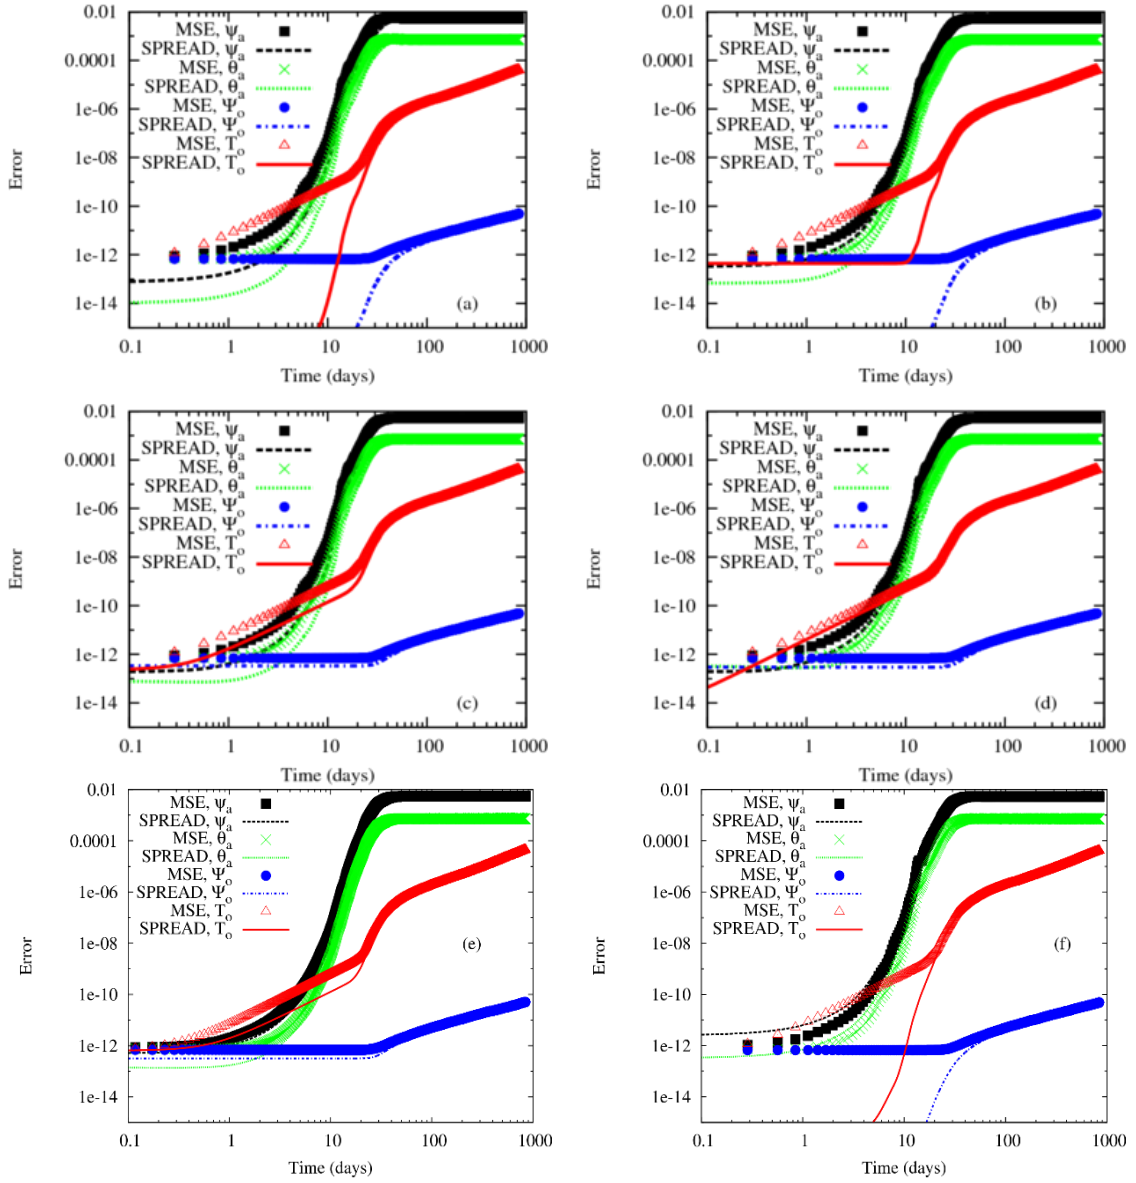 0.01
0.0001
1e-06
1e-08
1e-10
1e-12
1e-14
Error
MSE, ψa
SPREAD, ψa
MSE, θa
SPREAD, θa
MSE, Ψo
SPREAD, Ψo
MSE, To
SPREAD, To
(a)
0.1 1 10 100 1000
Time (days)
0.01
0.0001
1e-06
1e-08
1e-10
1e-12
1e-14
Error
MSE, ψa
SPREAD, ψa
MSE, θa
SPREAD, θa
MSE, Ψo
SPREAD, Ψo
MSE, To
SPREAD, To
(b)
0.1 1 10 100 1000
Time (days)
0.01
0.0001
1e-06
1e-08
1e-10
1e-12
1e-14
Error
MSE, ψa
SPREAD, ψa
MSE, θa
SPREAD, θa
MSE, Ψo
SPREAD, Ψo
MSE, To
SPREAD, To
(c)
0.1 1 10 100 1000
Time (days)
0.01
0.0001
1e-06
1e-08
1e-10
1e-12
1e-14
Error
MSE, ψa
SPREAD, ψa
MSE, θa
SPREAD, θa
MSE, Ψo
SPREAD, Ψo
MSE, To
SPREAD, To
(d)
0.1 1 10 100 1000
Time (days)
0.01
0.0001
1e-06
1e-08
1e-10
1e-12
1e-14
Error
MSE, ψa
SPREAD, ψa
MSE, θa
SPREAD, θa
MSE, Ψo
SPREAD, Ψo
MSE, To
SPREAD, To
(e)
0.1 1 10 100 1000
Time (days)
0.01
0.0001
1e-06
1e-08
1e-10
1e-12
1e-14
Error
MSE, ψa
SPREAD, ψa
MSE, θa
SPREAD, θa
MSE, Ψo
SPREAD, Ψo
MSE, To
SPREAD, To
(f)
0.1 1 10 100 1000
Time (days)